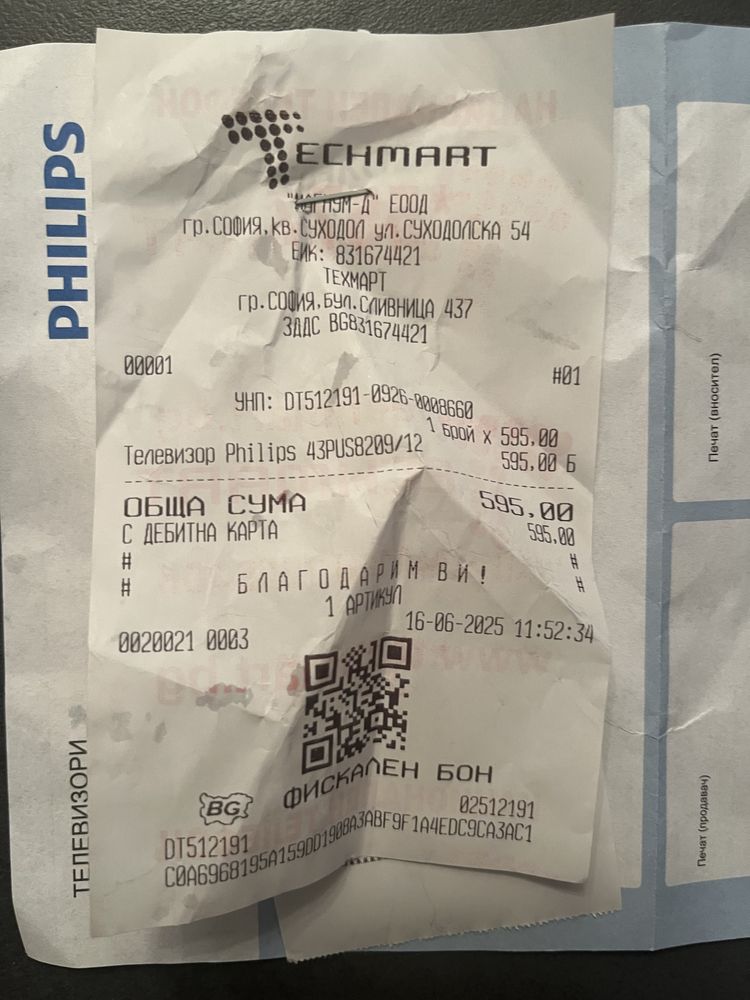 PHILIPS
ТЕЛЕВИЗОРИ
TECHMART
"МАГНУМ-Д" ЕООД
гр.СОФИЯ,кв.СУХОДОЛ ул.СУХОДОЛСКА 54
ЕИК: 831674421
ТЕХМАРТ
гр.СОФИЯ,БУЛ.СЛИВНИЦА 437
ЗДДС BG831674421
00001 #01
УНП: DT512191-0926-0008660
1 БРОЙ x 595,00
Телевизор Philips 43PUS8209/12 595,00 Б
ОБЩА СУМА 595,00
С ДЕБИТНА КАРТА 595,00
# #
# БЛАГОДАРИМ ВИ! #
1 АРТИКУЛ
0020021 0003 16-06-2025 11:52:34
ФИСКАЛЕН БОН
BG
DT512191 02512191
C0A6968195A159DD1908A3ABF9F1A4EDC9CA3AC1
Печат (вносител)
Печат (продавач)